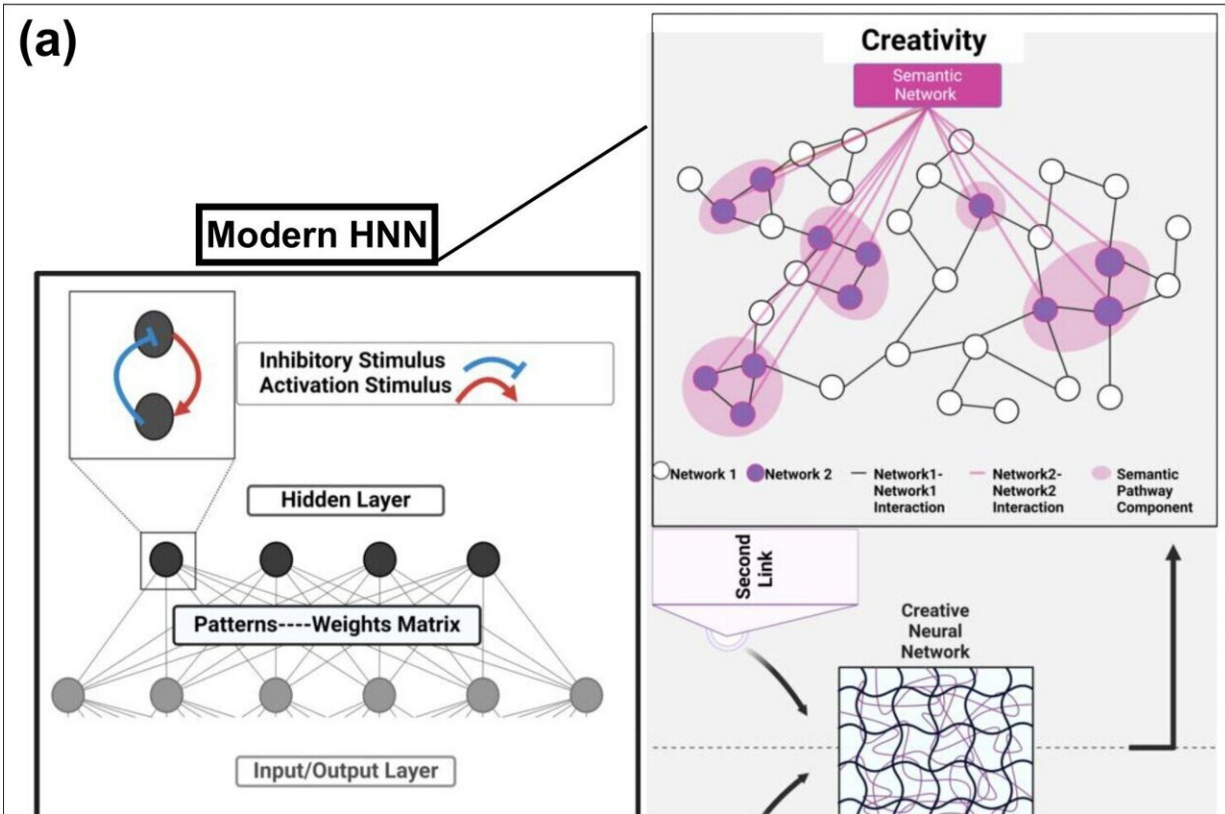 (a)
Modern HNN
Inhibitory Stimulus
Activation Stimulus
Hidden Layer
Patterns----Weights Matrix
Input/Output Layer
Creativity
Semantic
Network
Network 1
Network 2
Network1-
Network1
Interaction
Network2-
Network2
Interaction
Semantic
Pathway
Component
Second
Link
Creative
Neural
Network